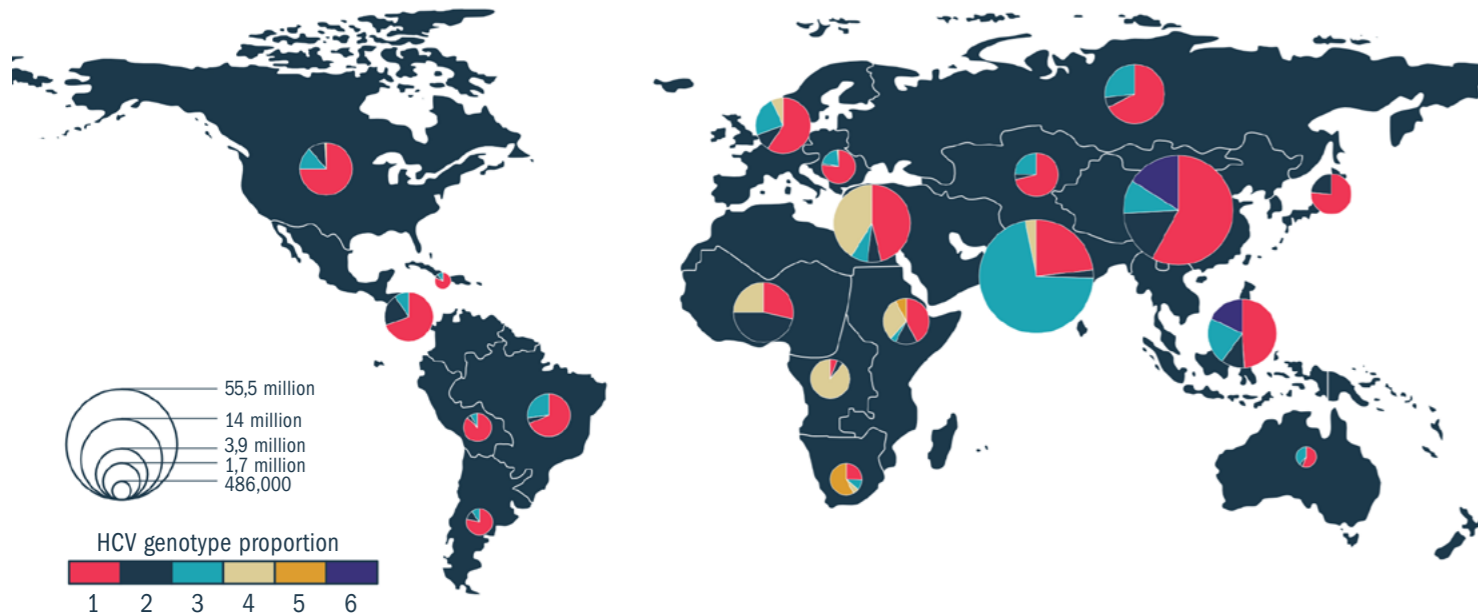 55,5 million
14 million
3,9 million
1,7 million
486,000
HCV genotype proportion
1 2 3 4 5 6